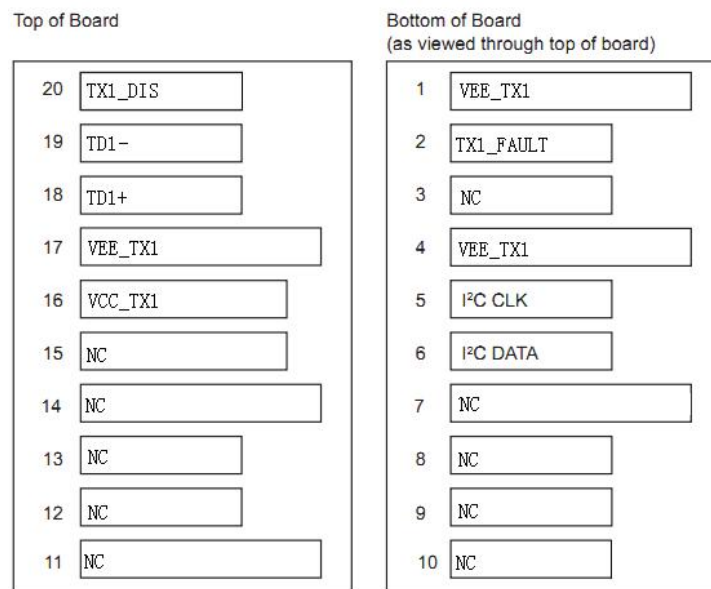 Top of Board
20 TX1_DIS
19 TD1-
18 TD1+
17 VEE_TX1
16 VCC_TX1
15 NC
14 NC
13 NC
12 NC
11 NC
Bottom of Board
(as viewed through top of board)
1 VEE_TX1
2 TX1_FAULT
3 NC
4 VEE_TX1
5 I²C CLK
6 I²C DATA
7 NC
8 NC
9 NC
10 NC